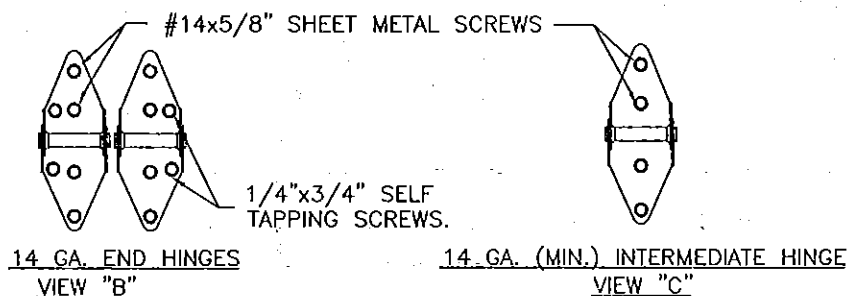 #14x5/8" SHEET METAL SCREWS
1/4"x3/4" SELF
TAPPING SCREWS.
14 GA. END HINGES
VIEW "B"
14 GA. (MIN.) INTERMEDIATE HINGE
VIEW "C"